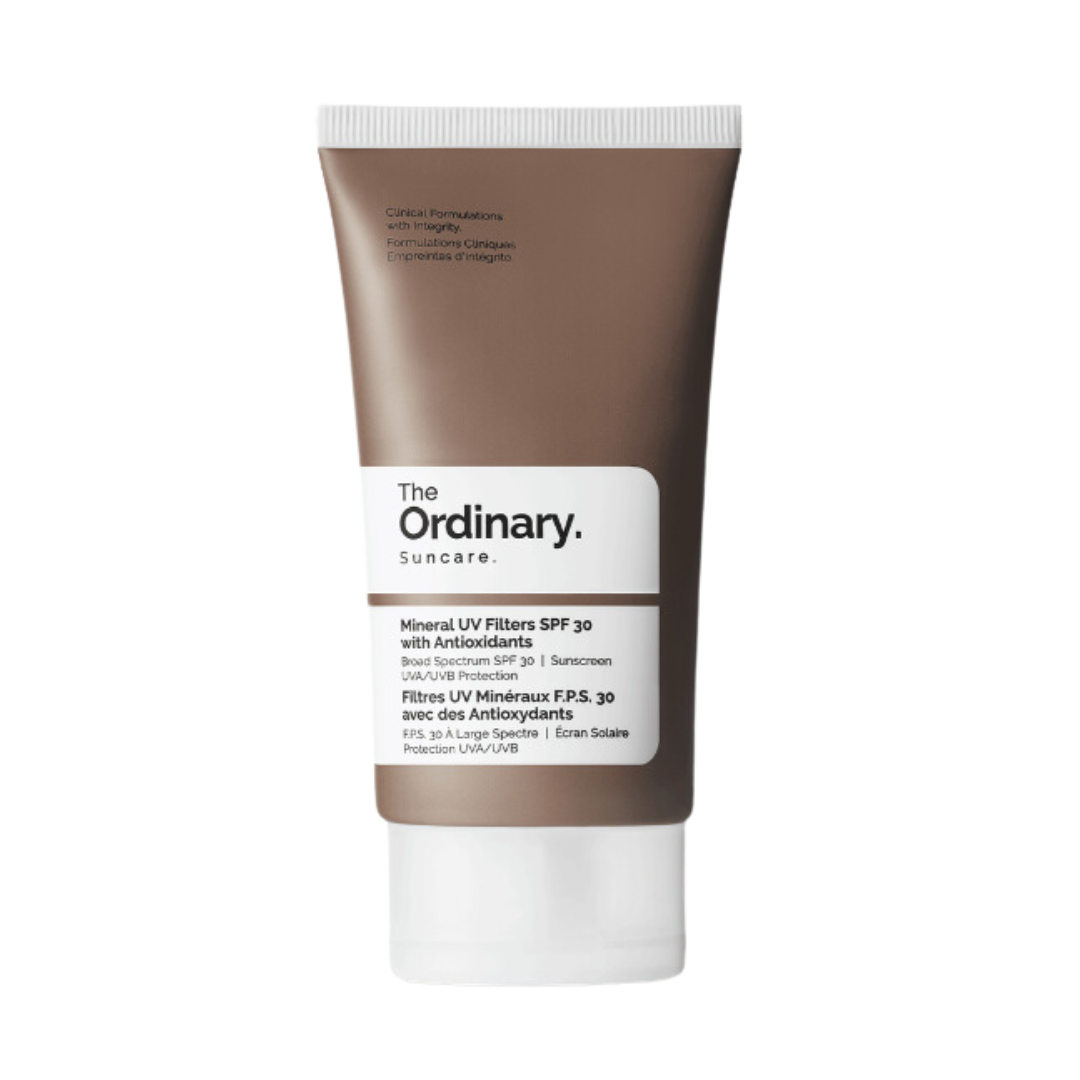 Clinical Formulations
with Integrity.
Formulations Cliniques
Empreintes d'Intégrité
The
Ordinary.
Suncare.
Mineral UV Filters SPF 30
with Antioxidants
Broad Spectrum SPF 30 | Sunscreen
UVA/UVB Protection
Filtres UV Minéraux F.P.S. 30
avec des Antioxydants
F.P.S. 30 À Large Spectre | Écran Solaire
Protection UVA/UVB